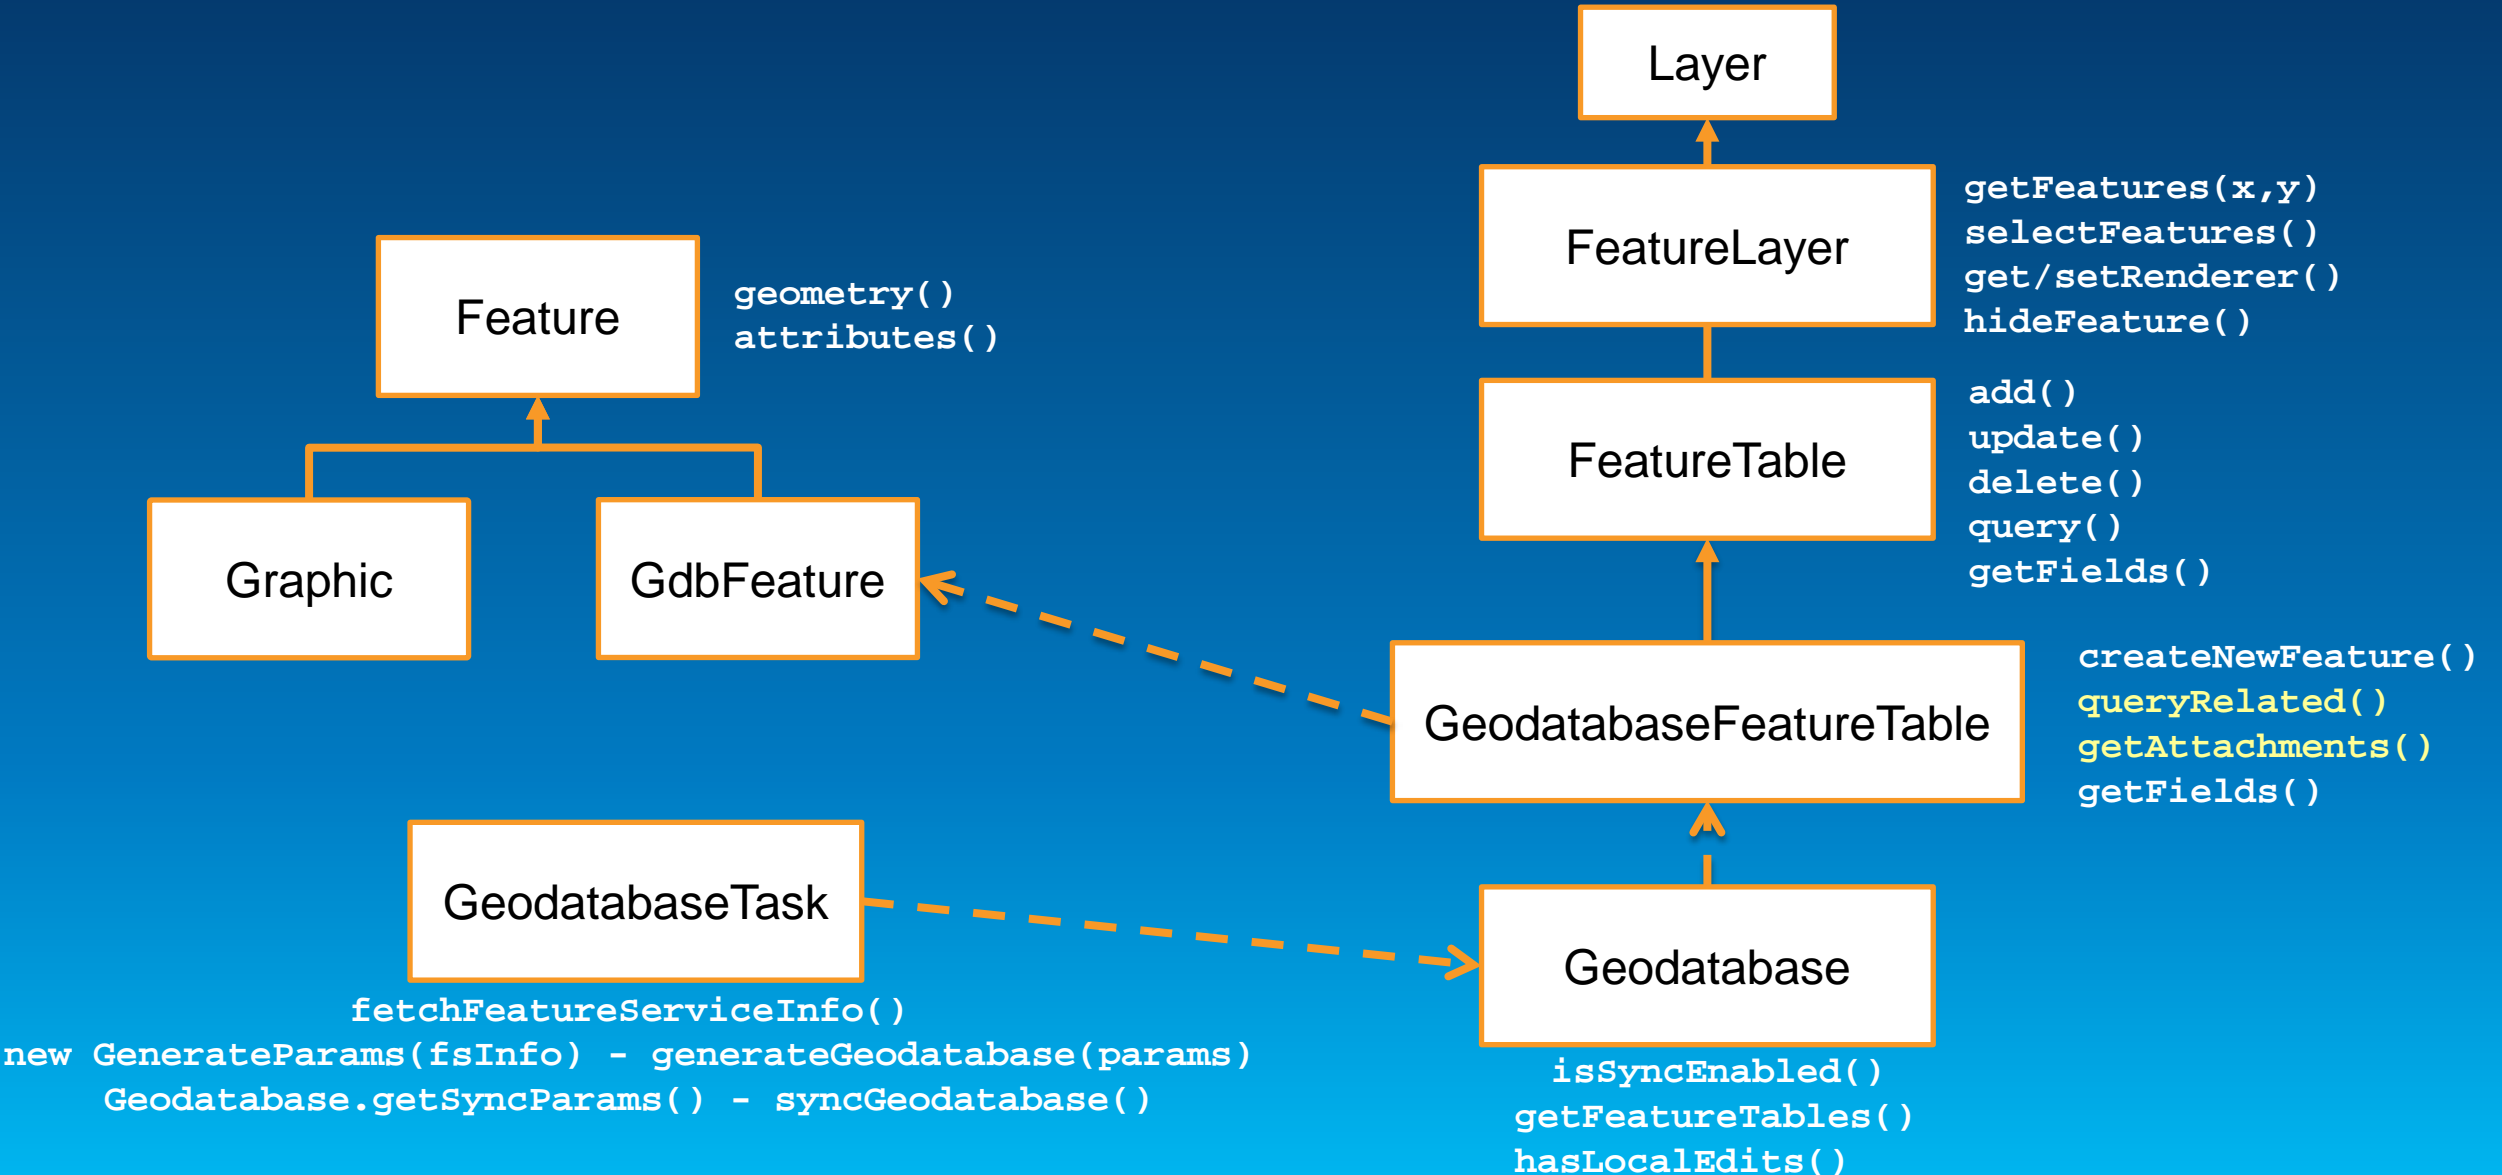 Layer
FeatureLayer
getFeatures(x,y)
selectFeatures()
get/setRenderer()
hideFeature()
Feature
geometry()
attributes()
FeatureTable
add()
update()
delete()
query()
getFields()
Graphic
GdbFeature
GeodatabaseFeatureTable
createNewFeature()
queryRelated()
getAttachments()
getFields()
GeodatabaseTask
fetchFeatureServiceInfo()
new GenerateParams(fsInfo) - generateGeodatabase(params)
Geodatabase.getSyncParams() - syncGeodatabase()
Geodatabase
isSyncEnabled()
getFeatureTables()
hasLocalEdits()